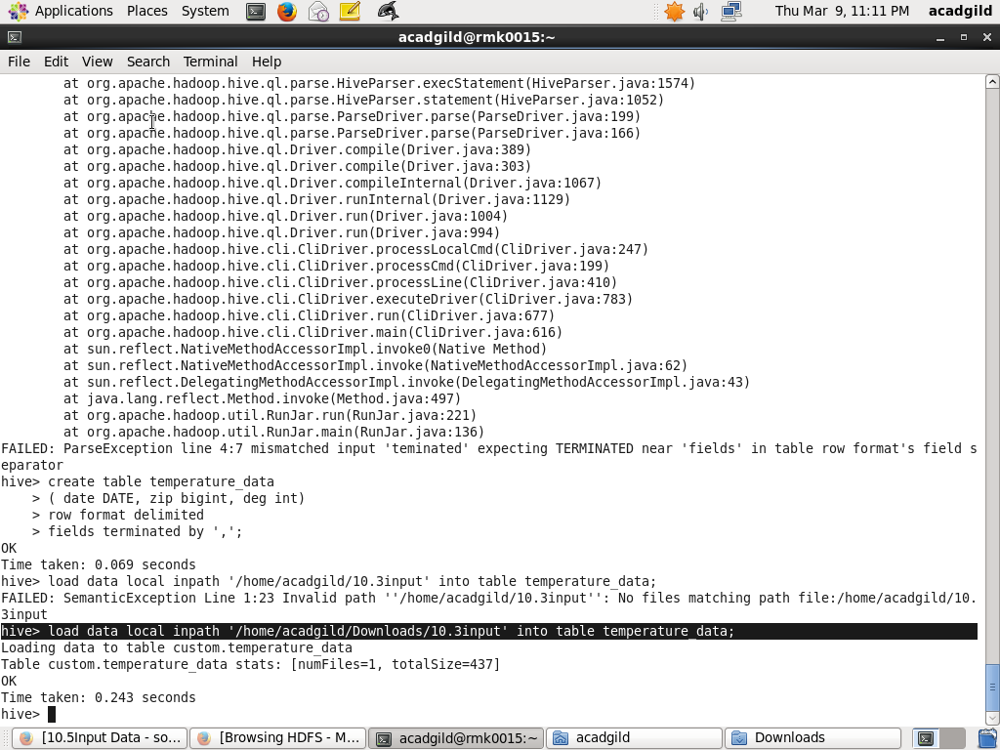 Applications Places System Thu Mar 9, 11:11 PM acadgild
acadgild@rmk0015:~
File Edit View Search Terminal Help
at org.apache.hadoop.hive.ql.parse.HiveParser.execStatement(HiveParser.java:1574)
at org.apache.hadoop.hive.ql.parse.HiveParser.statement(HiveParser.java:1052)
at org.apache.hadoop.hive.ql.parse.ParseDriver.parse(ParseDriver.java:199)
at org.apache.hadoop.hive.ql.parse.ParseDriver.parse(ParseDriver.java:166)
at org.apache.hadoop.hive.ql.Driver.compile(Driver.java:389)
at org.apache.hadoop.hive.ql.Driver.compile(Driver.java:303)
at org.apache.hadoop.hive.ql.Driver.compileInternal(Driver.java:1067)
at org.apache.hadoop.hive.ql.Driver.runInternal(Driver.java:1129)
at org.apache.hadoop.hive.ql.Driver.run(Driver.java:1004)
at org.apache.hadoop.hive.ql.Driver.run(Driver.java:994)
at org.apache.hadoop.hive.cli.CliDriver.processLocalCmd(CliDriver.java:247)
at org.apache.hadoop.hive.cli.CliDriver.processCmd(CliDriver.java:199)
at org.apache.hadoop.hive.cli.CliDriver.processLine(CliDriver.java:410)
at org.apache.hadoop.hive.cli.CliDriver.executeDriver(CliDriver.java:783)
at org.apache.hadoop.hive.cli.CliDriver.run(CliDriver.java:677)
at org.apache.hadoop.hive.cli.CliDriver.main(CliDriver.java:616)
at sun.reflect.NativeMethodAccessorImpl.invoke0(Native Method)
at sun.reflect.NativeMethodAccessorImpl.invoke(NativeMethodAccessorImpl.java:62)
at sun.reflect.DelegatingMethodAccessorImpl.invoke(DelegatingMethodAccessorImpl.java:43)
at java.lang.reflect.Method.invoke(Method.java:497)
at org.apache.hadoop.util.RunJar.run(RunJar.java:221)
at org.apache.hadoop.util.RunJar.main(RunJar.java:136)
FAILED: ParseException line 4:7 mismatched input 'teminated' expecting TERMINATED near 'fields' in table row format's field s
eparator
hive> create table temperature_data
> ( date DATE, zip bigint, deg int)
> row format delimited
> fields terminated by ',';
OK
Time taken: 0.069 seconds
hive> load data local inpath '/home/acadgild/10.3input' into table temperature_data;
FAILED: SemanticException Line 1:23 Invalid path ''/home/acadgild/10.3input'': No files matching path file:/home/acadgild/10.
3input
hive> load data local inpath '/home/acadgild/Downloads/10.3input' into table temperature_data;
Loading data to table custom.temperature_data
Table custom.temperature_data stats: [numFiles=1, totalSize=437]
OK
Time taken: 0.243 seconds
hive>
[10.5Input Data - so... [Browsing HDFS - M... acadgild@rmk0015:~ acadgild Downloads